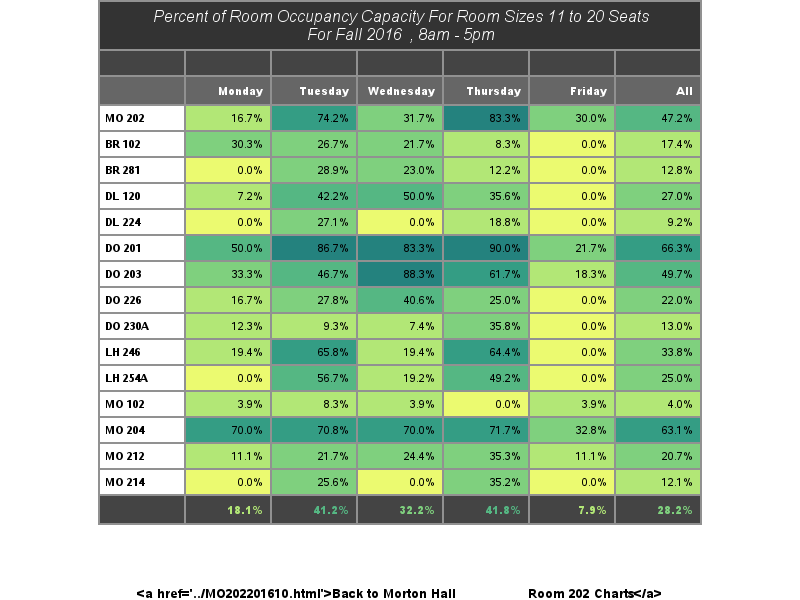 Percent of Room Occupancy Capacity For Room Sizes 11 to 20 Seats
For Fall 2016 , 8am - 5pm
Monday Tuesday Wednesday Thursday Friday All
MO 202 16.7% 74.2% 31.7% 83.3% 30.0% 47.2%
BR 102 30.3% 26.7% 21.7% 8.3% 0.0% 17.4%
BR 281 0.0% 28.9% 23.0% 12.2% 0.0% 12.8%
DL 120 7.2% 42.2% 50.0% 35.6% 0.0% 27.0%
DL 224 0.0% 27.1% 0.0% 18.8% 0.0% 9.2%
DO 201 50.0% 86.7% 83.3% 90.0% 21.7% 66.3%
DO 203 33.3% 46.7% 88.3% 61.7% 18.3% 49.7%
DO 226 16.7% 27.8% 40.6% 25.0% 0.0% 22.0%
DO 230A 12.3% 9.3% 7.4% 35.8% 0.0% 13.0%
LH 246 19.4% 65.8% 19.4% 64.4% 0.0% 33.8%
LH 254A 0.0% 56.7% 19.2% 49.2% 0.0% 25.0%
MO 102 3.9% 8.3% 3.9% 0.0% 3.9% 4.0%
MO 204 70.0% 70.8% 70.0% 71.7% 32.8% 63.1%
MO 212 11.1% 21.7% 24.4% 35.3% 11.1% 20.7%
MO 214 0.0% 25.6% 0.0% 35.2% 0.0% 12.1%
18.1% 41.2% 32.2% 41.8% 7.9% 28.2%
<a href='../MO202201610.html'>Back to Morton Hall Room 202 Charts</a>